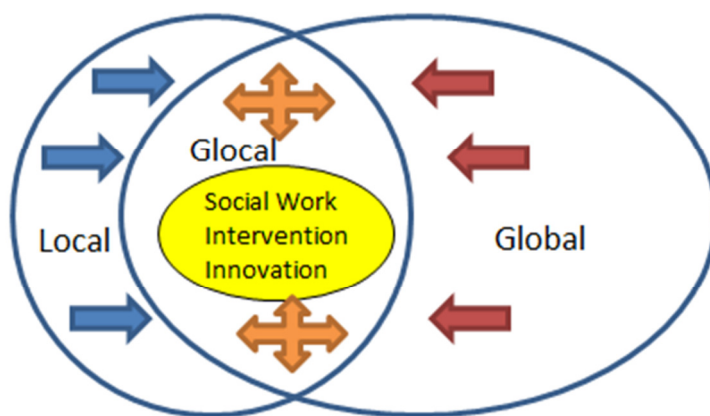 Glocal
Social Work
Intervention
Innovation
Local
Global